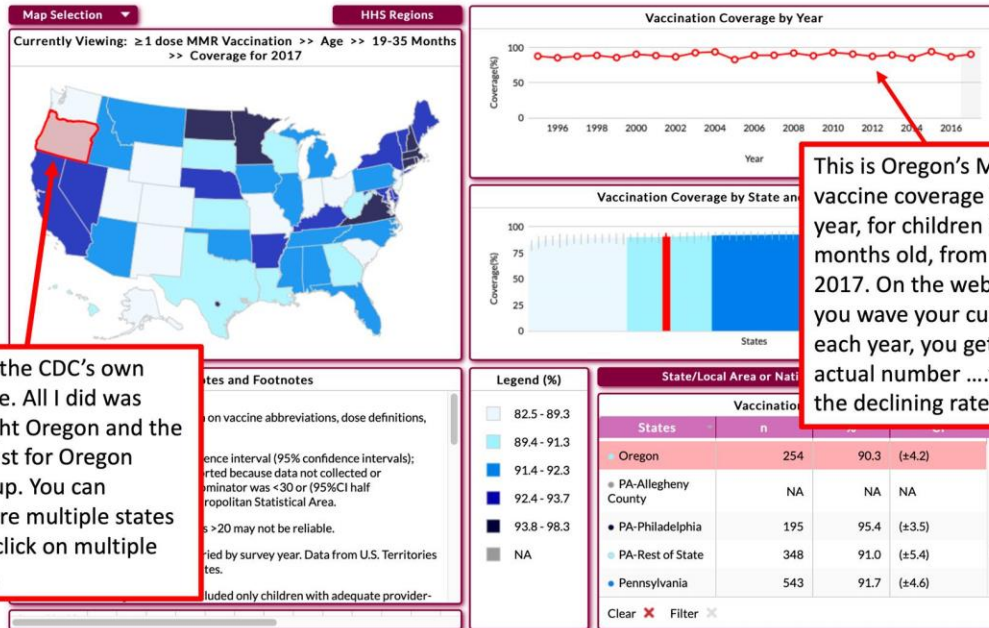 Map Selection
HHS Regions
Currently Viewing: ≥1 dose MMR Vaccination >> Age >> 19-35 Months
>> Coverage for 2017
Vaccination Coverage by Year
Coverage(%)
100
50
0
1996 1998 2000 2002 2004 2006 2008 2010 2012 2014 2016
Year
This is Oregon's M
vaccine coverage
year, for children
months old, from
2017. On the web
you wave your cu
each year, you get
actual number ....
the declining rate
Vaccination Coverage by State an
Coverage(%)
100
75
50
25
0
States
the CDC's own
e. All I did was
ht Oregon and the
st for Oregon
up. You can
re multiple states
click on multiple
tes and Footnotes
on vaccine abbreviations, dose definitions,
ence interval (95% confidence intervals);
rted because data not collected or
ominator was <30 or (95%CI half
ropolitan Statistical Area.
s >20 may not be reliable.
ried by survey year. Data from U.S. Territories
tes.
luded only children with adequate provider-
Legend (%)
82.5 - 89.3
89.4 - 91.3
91.4 - 92.3
92.4 - 93.7
93.8 - 98.3
NA
State/Local Area or Nati
Vaccination
States n %
Oregon 254 90.3 (±4.2)
PA-Allegheny
County NA NA NA
PA-Philadelphia 195 95.4 (±3.5)
PA-Rest of State 348 91.0 (±5.4)
Pennsylvania 543 91.7 (±4.6)
Clear Filter